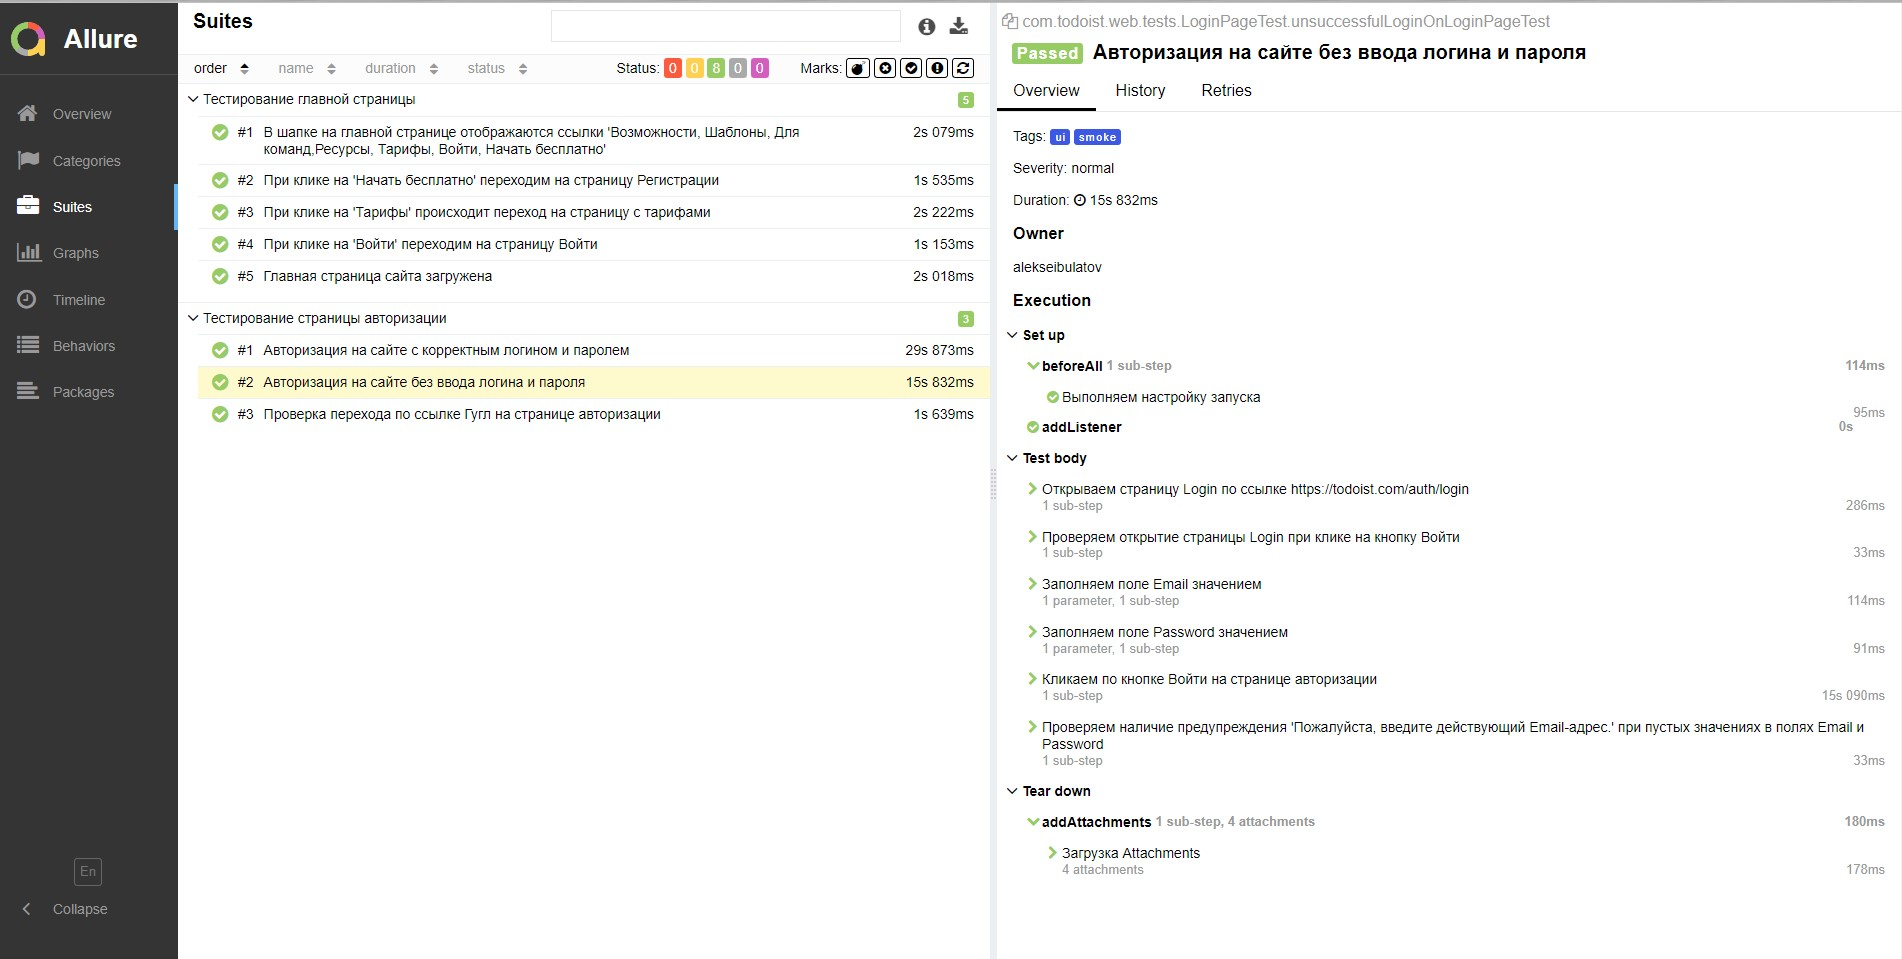 Allure
Overview
Categories
Suites
Graphs
Timeline
Behaviors
Packages
En
Collapse
Suites
order name duration status Status: 0 0 8 0 0 Marks:
Тестирование главной страницы 5
#1 В шапке на главной странице отображаются ссылки 'Возможности, Шаблоны, Для 2s 079ms
команд,Ресурсы, Тарифы, Войти, Начать бесплатно'
#2 При клике на 'Начать бесплатно' переходим на страницу Регистрации 1s 535ms
#3 При клике на 'Тарифы' происходит переход на страницу с тарифами 2s 222ms
#4 При клике на 'Войти' переходим на страницу Войти 1s 153ms
#5 Главная страница сайта загружена 2s 018ms
Тестирование страницы авторизации 3
#1 Авторизация на сайте с корректным логином и паролем 29s 873ms
#2 Авторизация на сайте без ввода логина и пароля 15s 832ms
#3 Проверка перехода по ссылке Гугл на странице авторизации 1s 639ms
com.todoist.web.tests.LoginPageTest.unsuccessfulLoginOnLoginPageTest
Passed Авторизация на сайте без ввода логина и пароля
Overview History Retries
Tags: ui smoke
Severity: normal
Duration: 15s 832ms
Owner
alekseibulatov
Execution
Set up
beforeAll 1 sub-step 114ms
Выполняем настройку запуска
95ms
addListener 0s
Test body
Открываем страницу Login по ссылке https://todoist.com/auth/login
1 sub-step 286ms
Проверяем открытие страницы Login при клике на кнопку Войти
1 sub-step 33ms
Заполняем поле Email значением
1 parameter, 1 sub-step 114ms
Заполняем поле Password значением
1 parameter, 1 sub-step 91ms
Кликаем по кнопке Войти на странице авторизации
1 sub-step 15s 090ms
Проверяем наличие предупреждения 'Пожалуйста, введите действующий Email-адрес.' при пустых значениях в полях Email и
Password
1 sub-step 33ms
Tear down
addAttachments 1 sub-step, 4 attachments 180ms
Загрузка Attachments
4 attachments 178ms